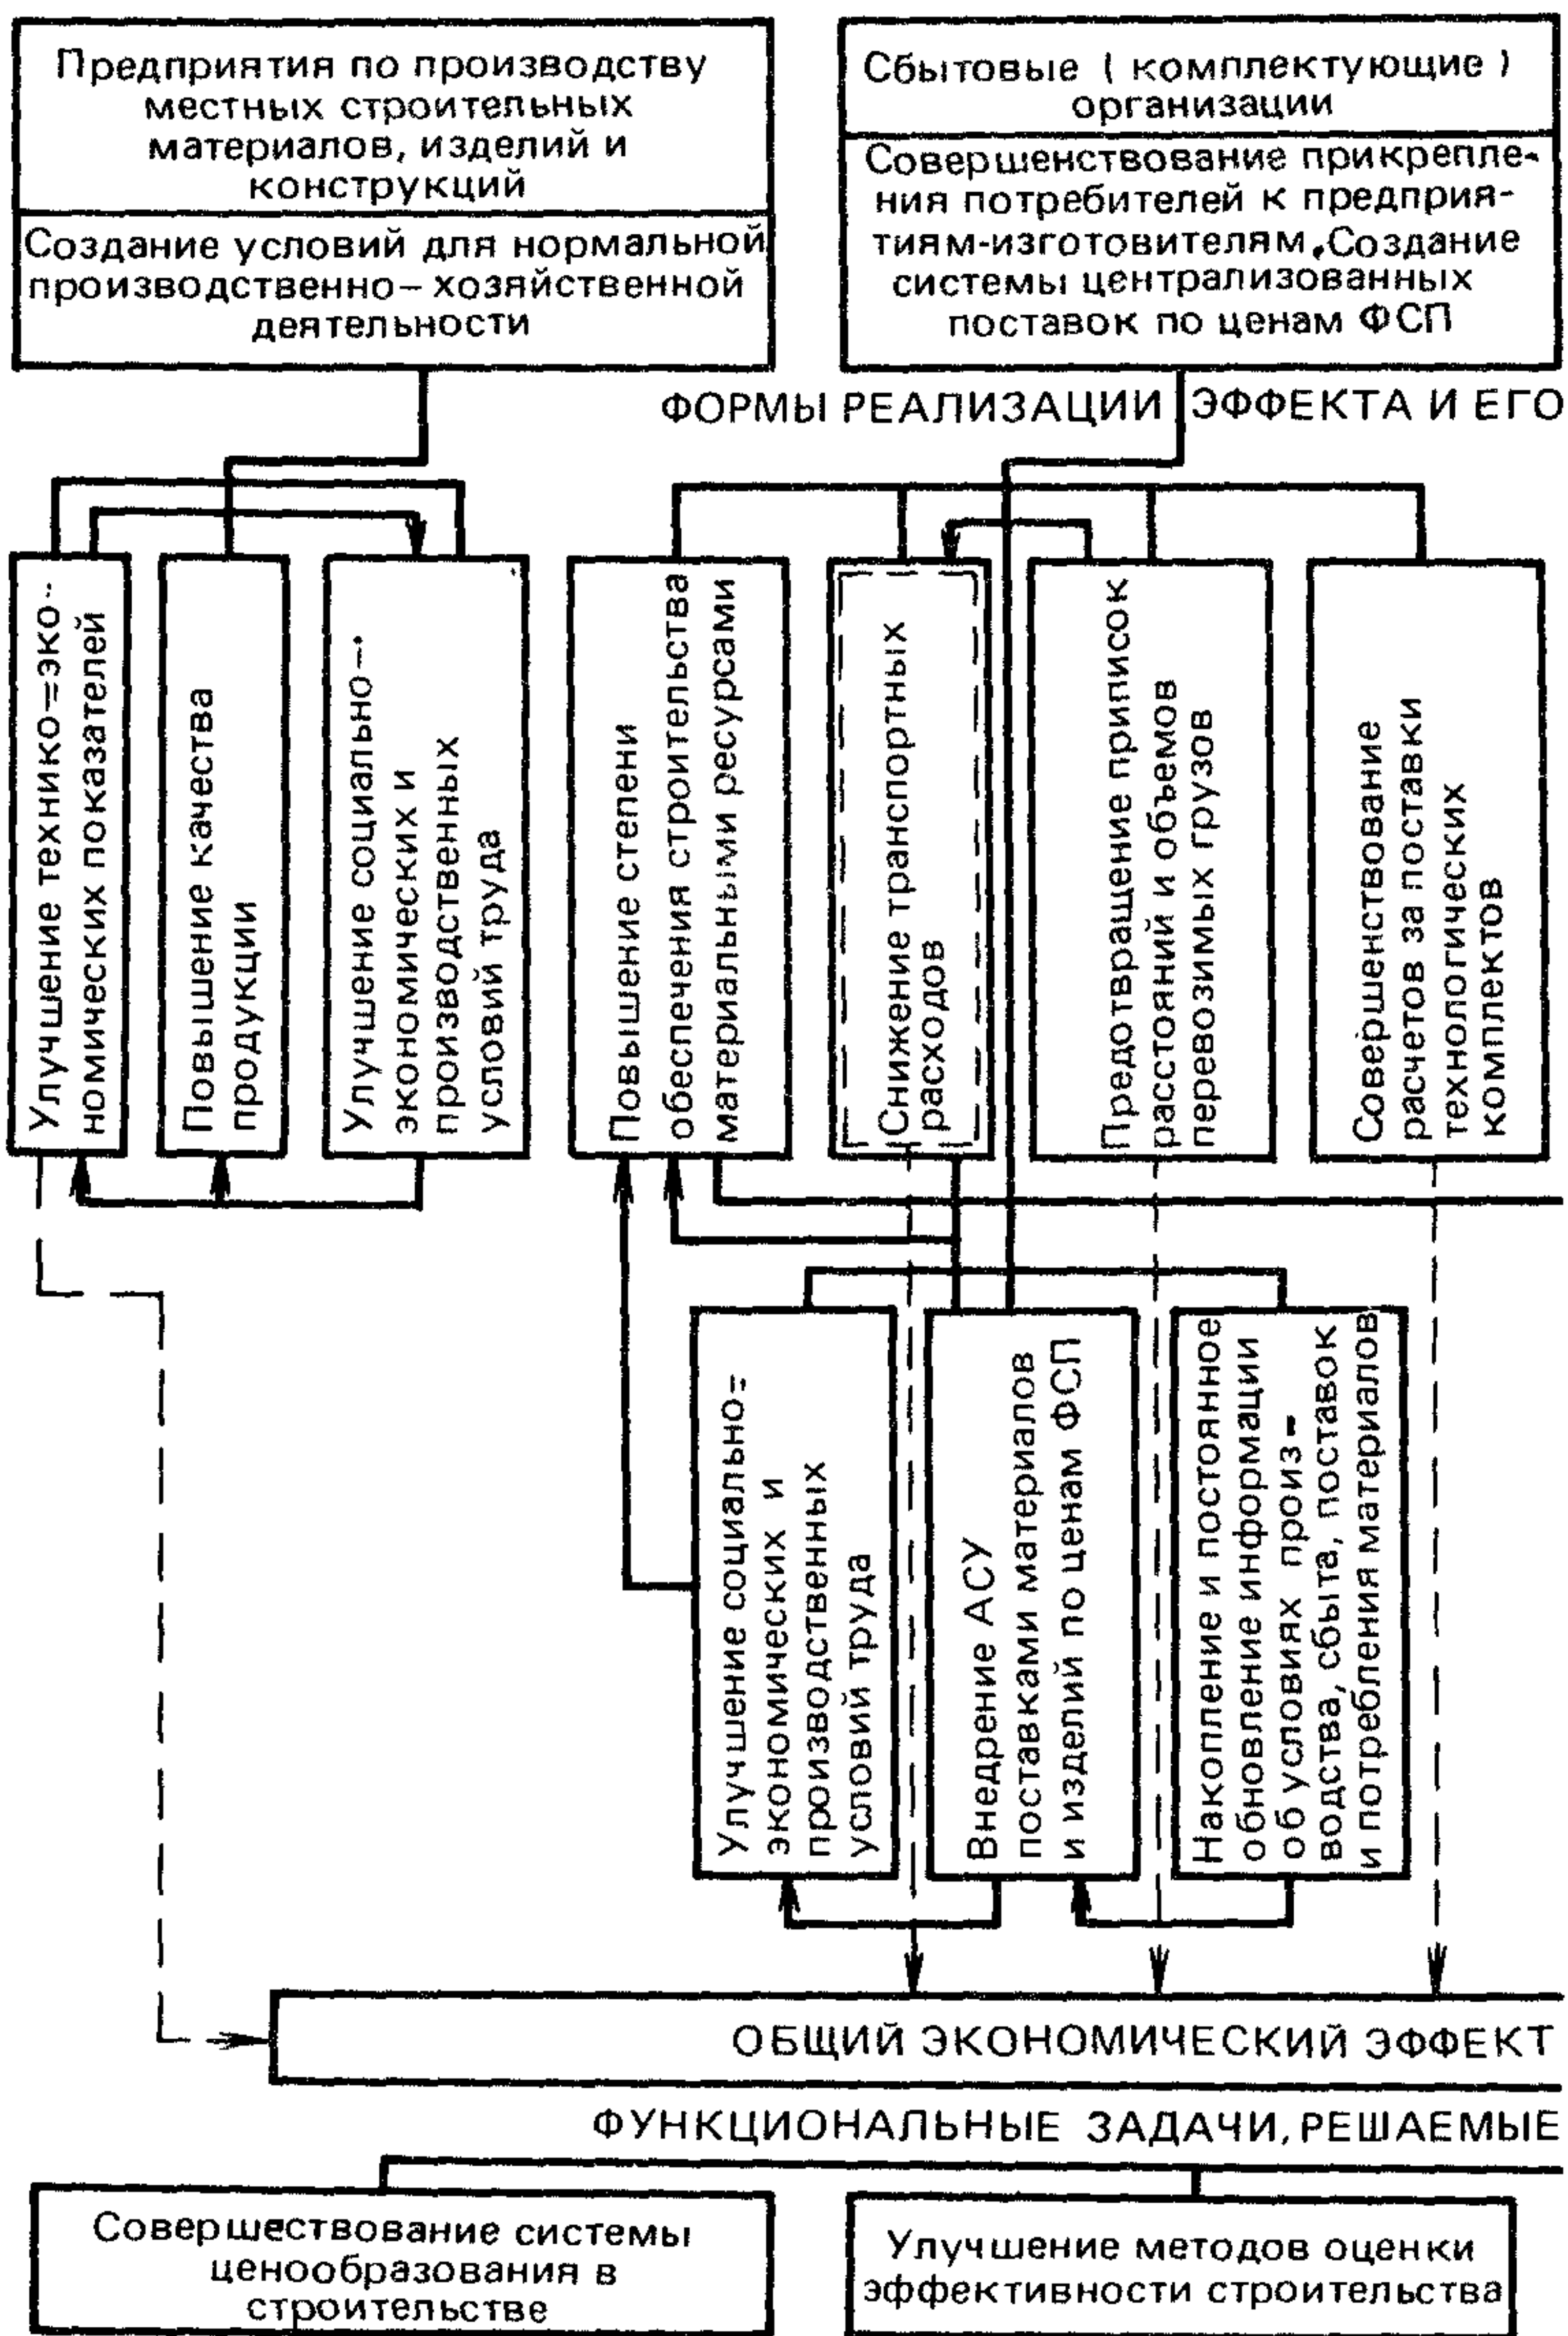 Предприятия по производству
местных строительных
материалов, изделий и
конструкций
Создание условий для нормальной
производственно–хозяйственной
деятельности
Сбытовые (комплектующие)
организации
Совершенствование прикрепле-
ния потребителей к предприя-
тиям-изготовителям,Создание
системы централизованных
поставок по ценам ФСП
ФОРМЫ РЕАЛИЗАЦИИ ЭФФЕКТА И ЕГО
Улучшение технико=эко-
номических показателей
Повышение качества
продукции
Улучшение социально–
экономических и
производственных
условий труда
Повышение степени
обеспечения строительства
материальными ресурсами
Снижение транспортных
расходов
Предотвращение приписок
расстояний и объемов
перевозимых грузов
Совершенствование
расчетов за поставки
технологических
комплектов
Улучшение социально=
экономических и
производственных
условий труда
Внедрение АСУ
поставками материалов
и изделий по ценам ФСП
Накопление и постоянное
обновление информации
об условиях произ-
водства, сбыта, поставок
и потребления материалов
ОБЩИЙ ЭКОНОМИЧЕСКИЙ ЭФФЕКТ
ФУНКЦИОНАЛЬНЫЕ ЗАДАЧИ, РЕШАЕМЫЕ
Совершествование системы
ценообразования в
строительстве
Улучшение методов оценки
эффективности строительства